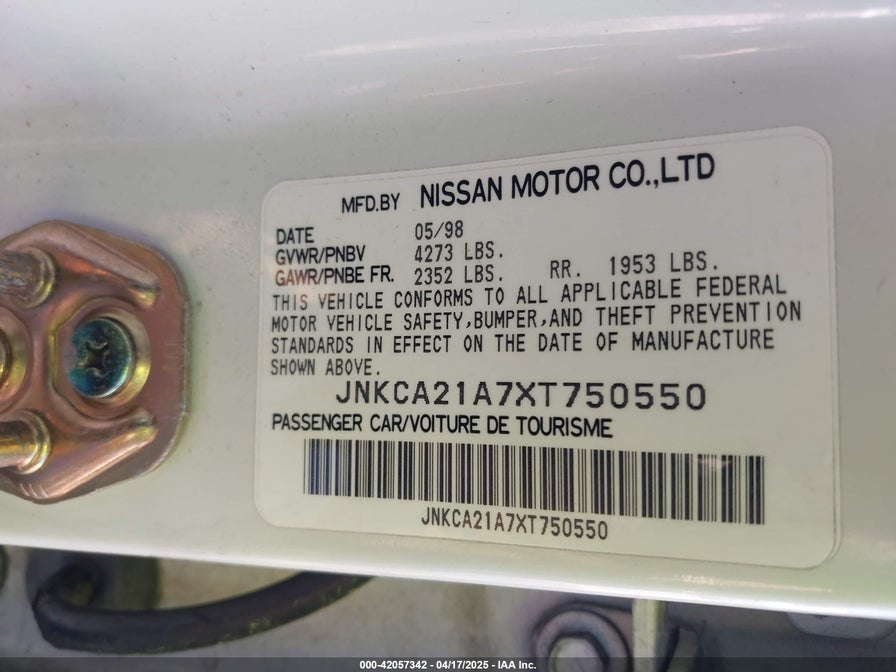 MFD.BY NISSAN MOTOR CO.,LTD
DATE 05/98
GVWR/PNBV 4273 LBS.
GAWR/PNBE FR. 2352 LBS. RR. 1953 LBS.
THIS VEHICLE CONFORMS TO ALL APPLICABLE FEDERAL
MOTOR VEHICLE SAFETY,BUMPER,AND THEFT PREVENTION
STANDARDS IN EFFECT ON THE DATE OF MANUFACTURE
SHOWN ABOVE.
JNKCA21A7XT750550
PASSENGER CAR/VOITURE DE TOURISME
JNKCA21A7XT750550
000-42057342 - 04/17/2025 - IAA Inc.